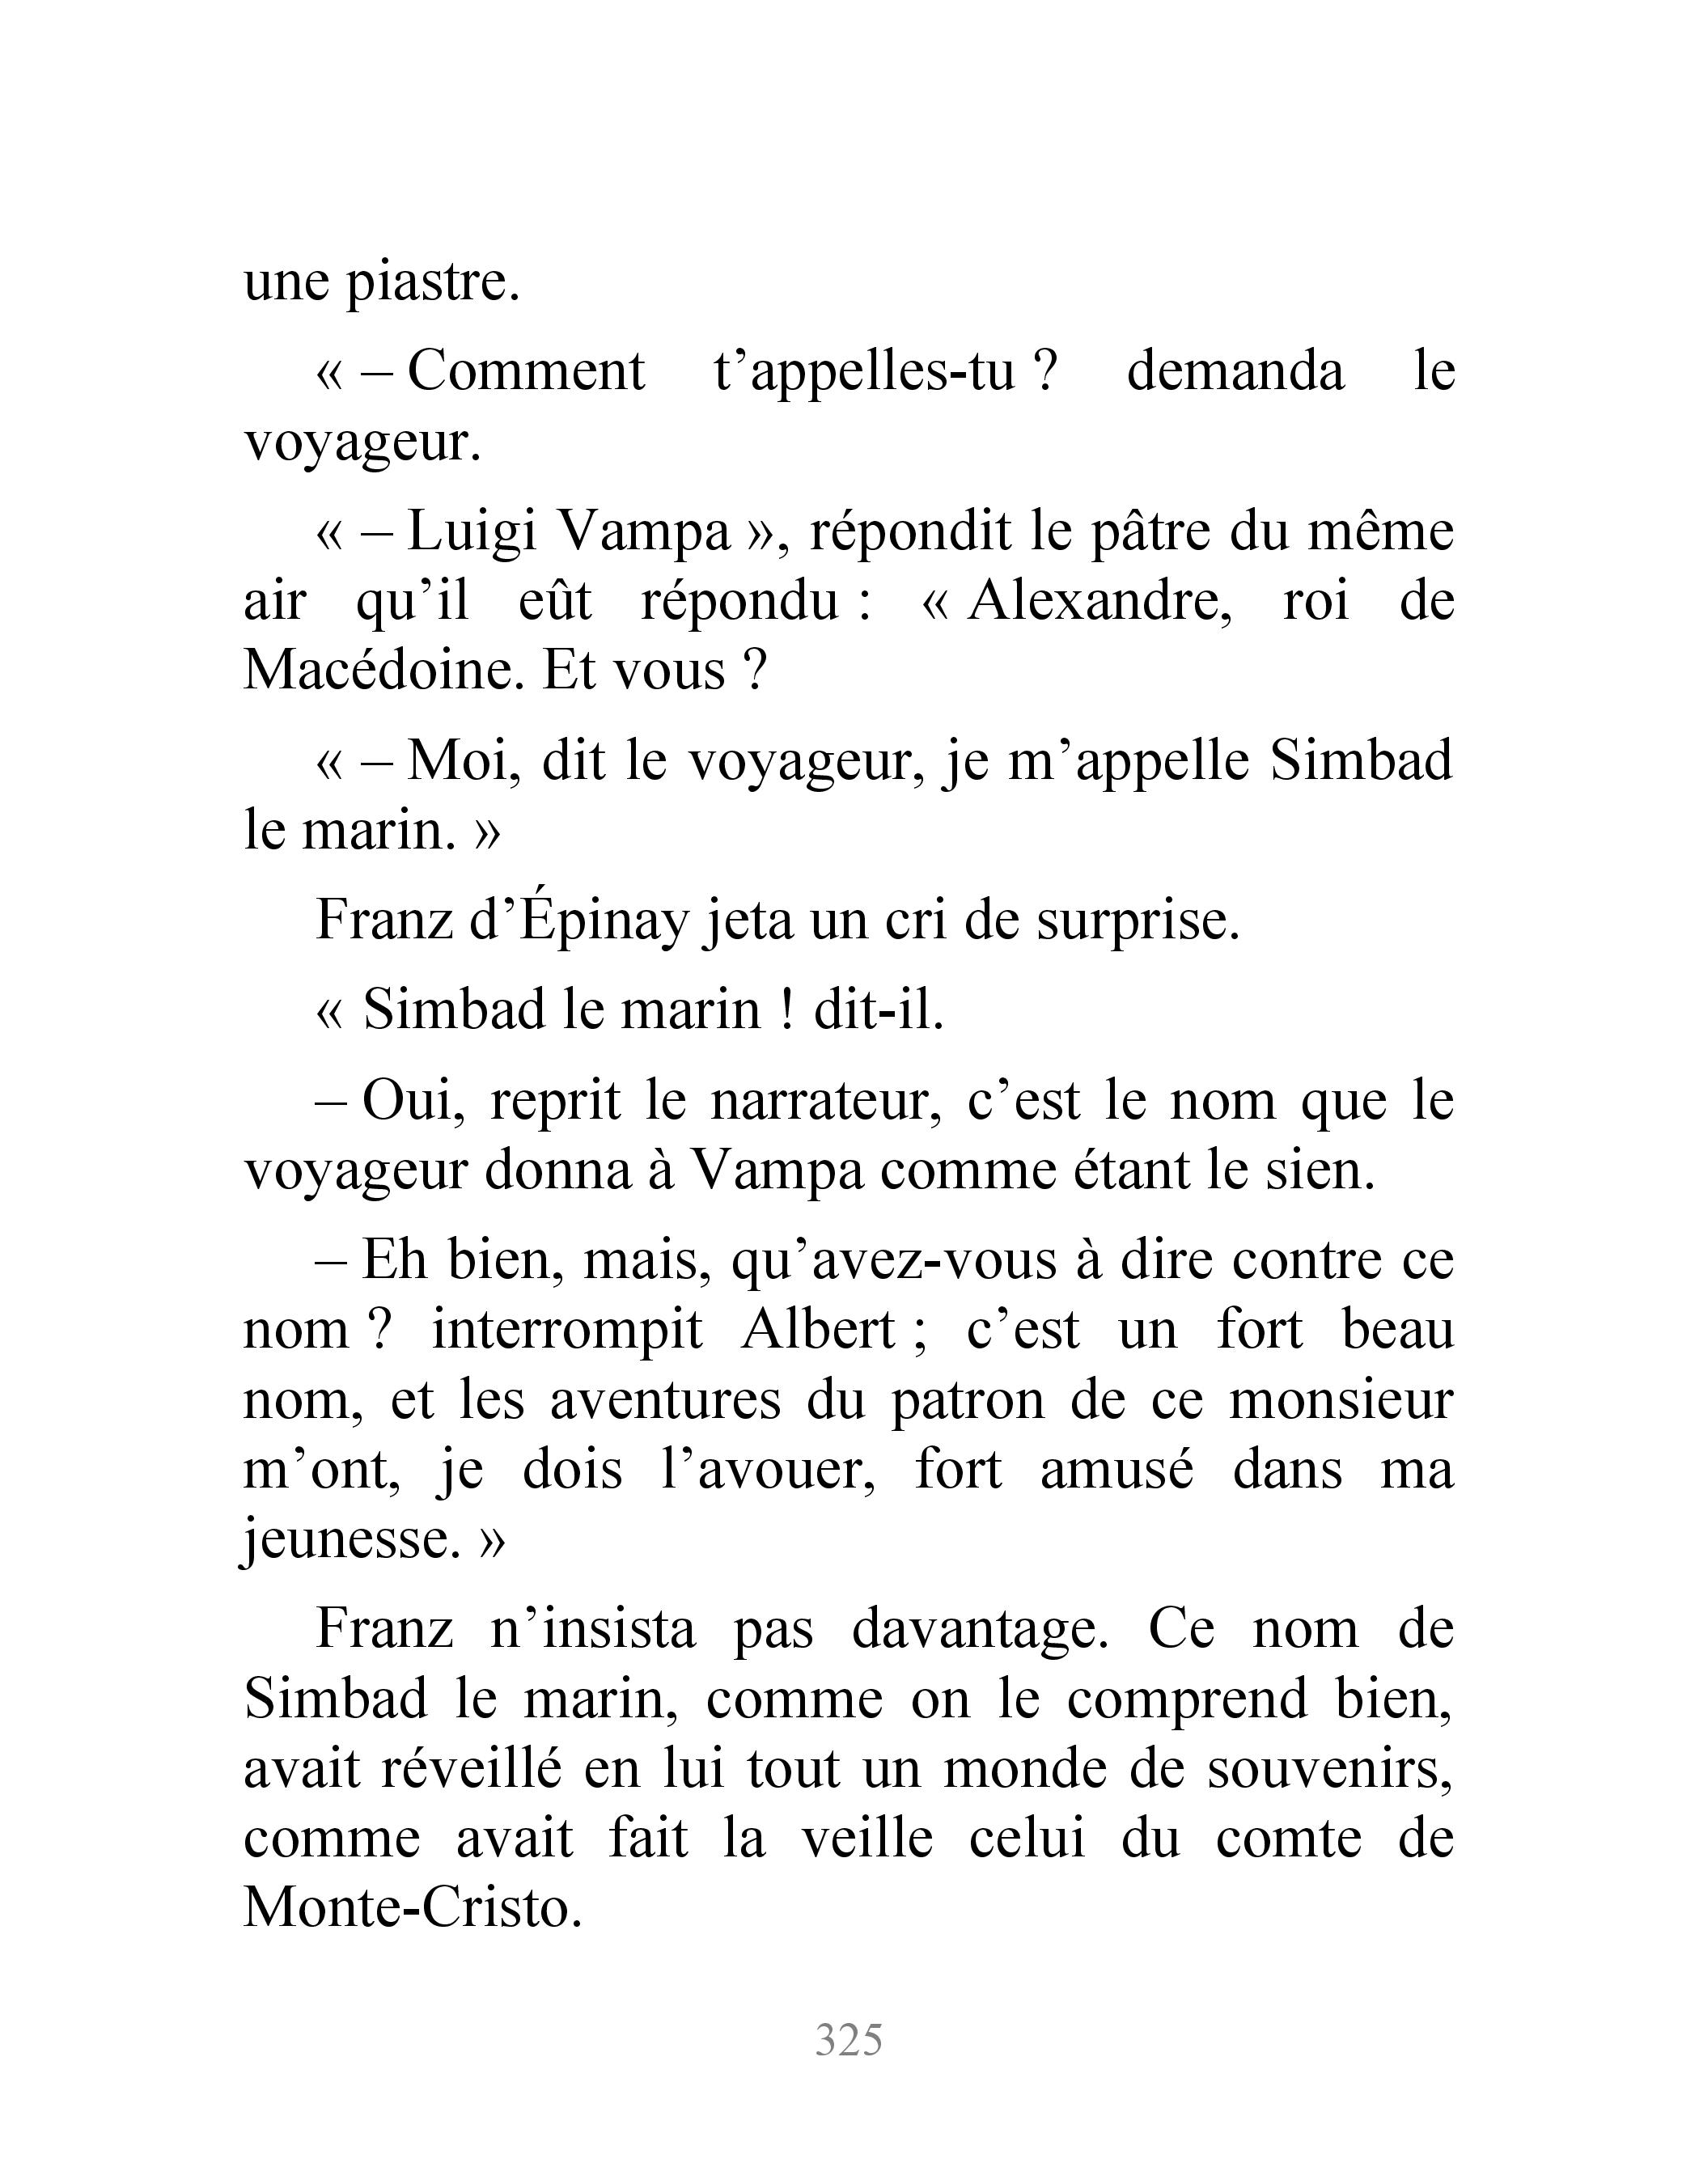 une piastre.
« – Comment t’appelles-tu ? demanda le
voyageur.
« – Luigi Vampa », répondit le pâtre du même
air qu’il eût répondu : « Alexandre, roi de
Macédoine. Et vous ?
« – Moi, dit le voyageur, je m’appelle Simbad
le marin. »
Franz d’Épinay jeta un cri de surprise.
« Simbad le marin ! dit-il.
– Oui, reprit le narrateur, c’est le nom que le
voyageur donna à Vampa comme étant le sien.
– Eh bien, mais, qu’avez-vous à dire contre ce
nom ? interrompit Albert ; c’est un fort beau
nom, et les aventures du patron de ce monsieur
m’ont, je dois l’avouer, fort amusé dans ma
jeunesse. »
Franz n’insista pas davantage. Ce nom de
Simbad le marin, comme on le comprend bien,
avait réveillé en lui tout un monde de souvenirs,
comme avait fait la veille celui du comte de
Monte-Cristo.
325